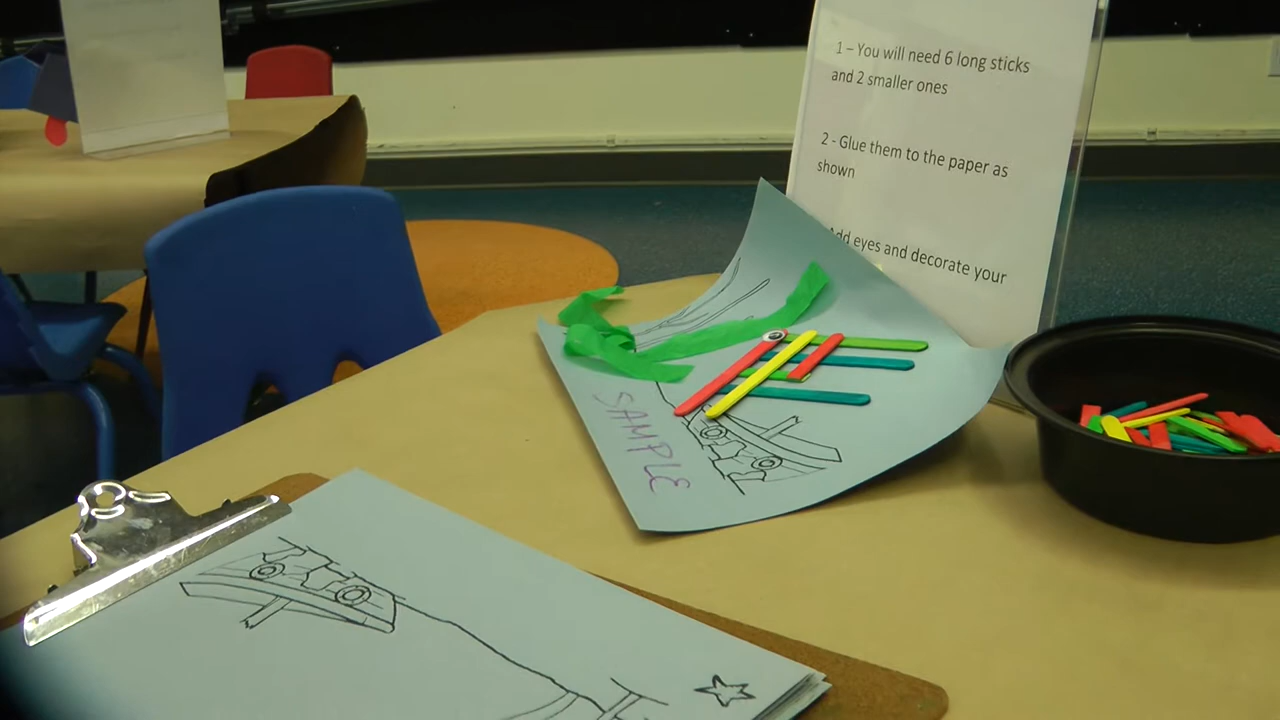 1 – You will need 6 long sticks
and 2 smaller ones
2 - Glue them to the paper as
shown
Add eyes and decorate your
SAMPLE